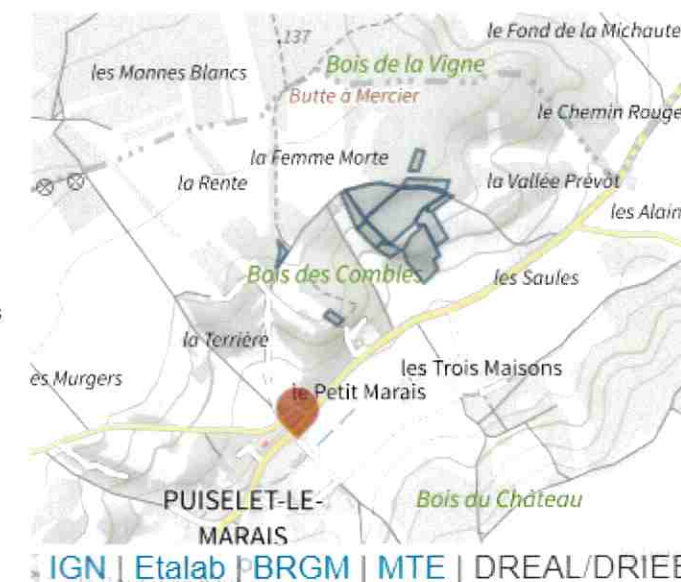 le Fond de la Michaute
.137
Bois de la Vigne
les Monnes Blancs
Butte à Mercier
le Chemin Rouge
la Femme Morte
la Rente
la Vallée Prévôt
les Alain
Bois des Combles
les Saules
la Terrière
les Trois Maisons
es Murgers
le Petit Marais
PUISELET-LE-
MARAIS
Bois du Château
IGN | Etalab | BRGM | MTE | DREAL/DRIEE